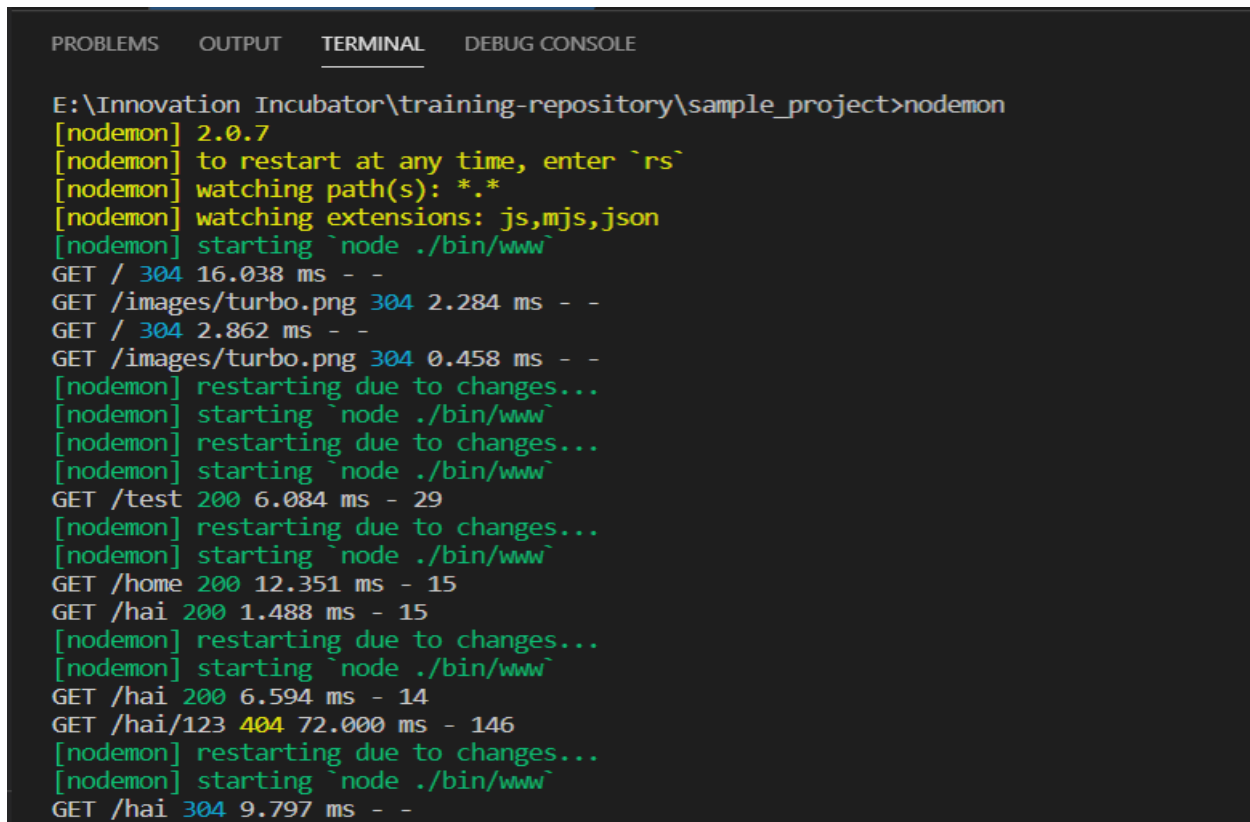 PROBLEMS OUTPUT TERMINAL DEBUG CONSOLE
E:\Innovation Incubator\training-repository\sample_project>nodemon
[nodemon] 2.0.7
[nodemon] to restart at any time, enter `rs`
[nodemon] watching path(s): *.*
[nodemon] watching extensions: js,mjs,json
[nodemon] starting `node ./bin/www`
GET / 304 16.038 ms - -
GET /images/turbo.png 304 2.284 ms - -
GET / 304 2.862 ms - -
GET /images/turbo.png 304 0.458 ms - -
[nodemon] restarting due to changes...
[nodemon] starting `node ./bin/www`
[nodemon] restarting due to changes...
[nodemon] starting `node ./bin/www`
GET /test 200 6.084 ms - 29
[nodemon] restarting due to changes...
[nodemon] starting `node ./bin/www`
GET /home 200 12.351 ms - 15
GET /hai 200 1.488 ms - 15
[nodemon] restarting due to changes...
[nodemon] starting `node ./bin/www`
GET /hai 200 6.594 ms - 14
GET /hai/123 404 72.000 ms - 146
[nodemon] restarting due to changes...
[nodemon] starting `node ./bin/www`
GET /hai 304 9.797 ms - -